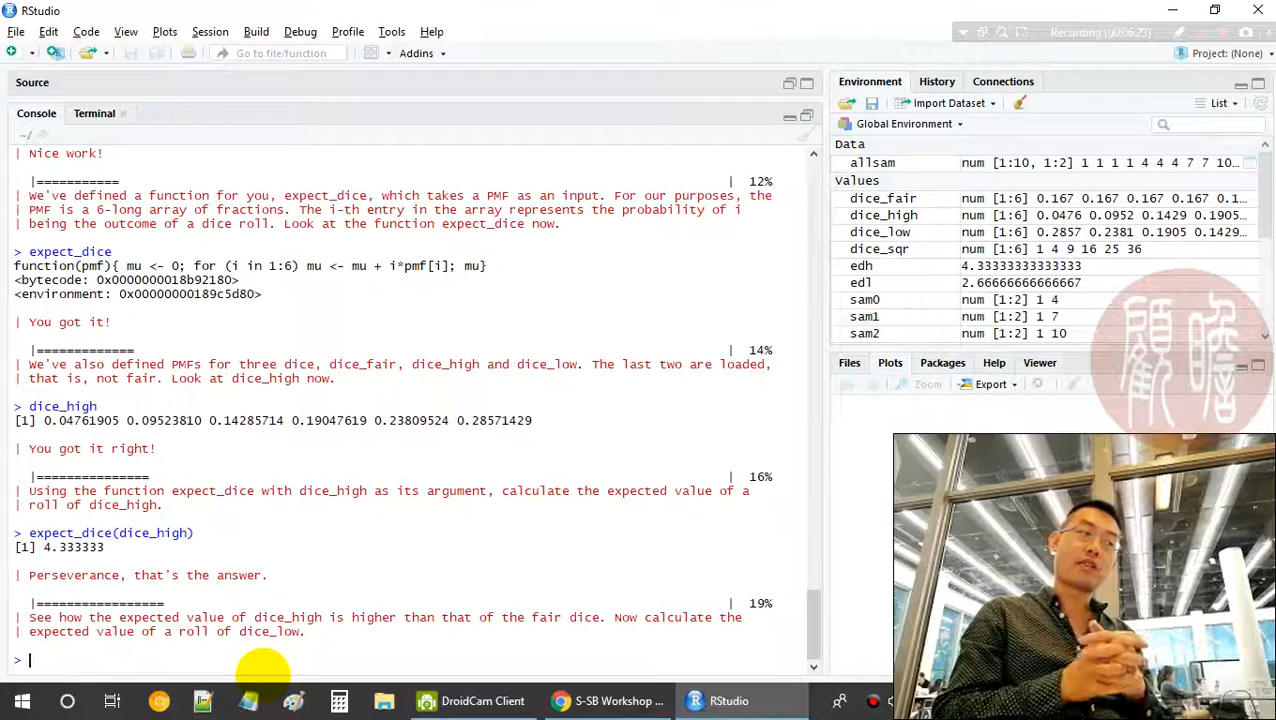 RStudio
File Edit Code View Plots Session Build Debug Profile Tools Help
Recording [00:06:23]
Go to file/function
Addins
Project: (None)
Source
Console Terminal
~/
| Nice work!
|=========== | 12%
| We've defined a function for you, expect_dice, which takes a PMF as an input. For our purposes, the
| PMF is a 6-long array of fractions. The i-th entry in the array represents the probability of i
| being the outcome of a dice roll. Look at the function expect_dice now.
> expect_dice
function(pmf){ mu <- 0; for (i in 1:6) mu <- mu + i*pmf[i]; mu}
<bytecode: 0x0000000018b92180>
<environment: 0x00000000189c5d80>
| You got it!
|============= | 14%
| We've also defined PMFs for three dice, dice_fair, dice_high and dice_low. The last two are loaded,
| that is, not fair. Look at dice_high now.
> dice_high
[1] 0.04761905 0.09523810 0.14285714 0.19047619 0.23809524 0.28571429
| You got it right!
|=============== | 16%
| Using the function expect_dice with dice_high as its argument, calculate the expected value of a
| roll of dice_high.
> expect_dice(dice_high)
[1] 4.333333
| Perseverance, that's the answer.
|================= | 19%
| See how the expected value of dice_high is higher than that of the fair dice. Now calculate the
| expected value of a roll of dice_low.
>
Environment History Connections
Import Dataset
List
Global Environment
Data
allsam num [1:10, 1:2] 1 1 1 1 4 4 4 7 7 10...
Values
dice_fair num [1:6] 0.167 0.167 0.167 0.167 0.1...
dice_high num [1:6] 0.0476 0.0952 0.1429 0.1905...
dice_low num [1:6] 0.2857 0.2381 0.1905 0.1429...
dice_sqr num [1:6] 1 4 9 16 25 36
edh 4.33333333333333
edl 2.66666666666667
sam0 num [1:2] 1 4
sam1 num [1:2] 1 7
sam2 num [1:2] 1 10
Files Plots Packages Help Viewer
Zoom Export
DroidCam Client
S-SB Workshop ...
RStudio